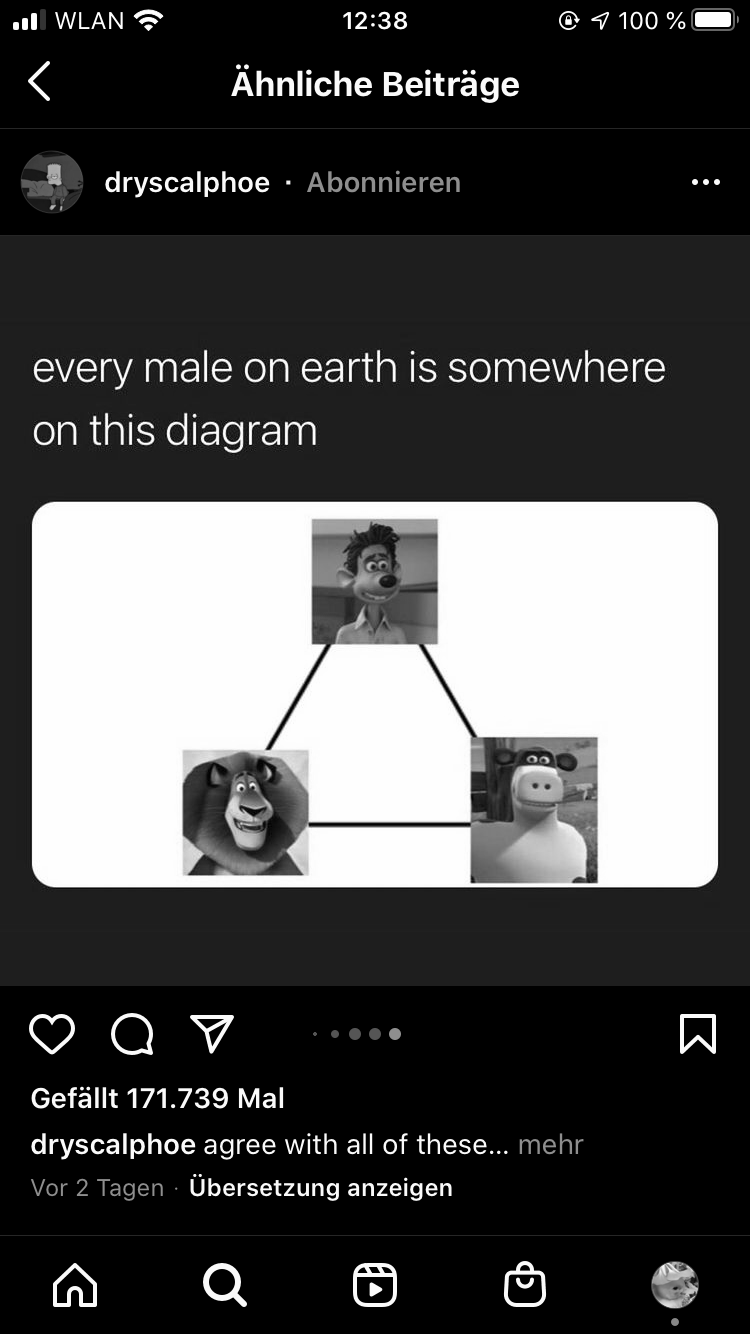 WLAN 12:38 100 %
Ähnliche Beiträge
dryscalphoe · Abonnieren
every male on earth is somewhere
on this diagram
Gefällt 171.739 Mal
dryscalphoe agree with all of these... mehr
Vor 2 Tagen · Übersetzung anzeigen